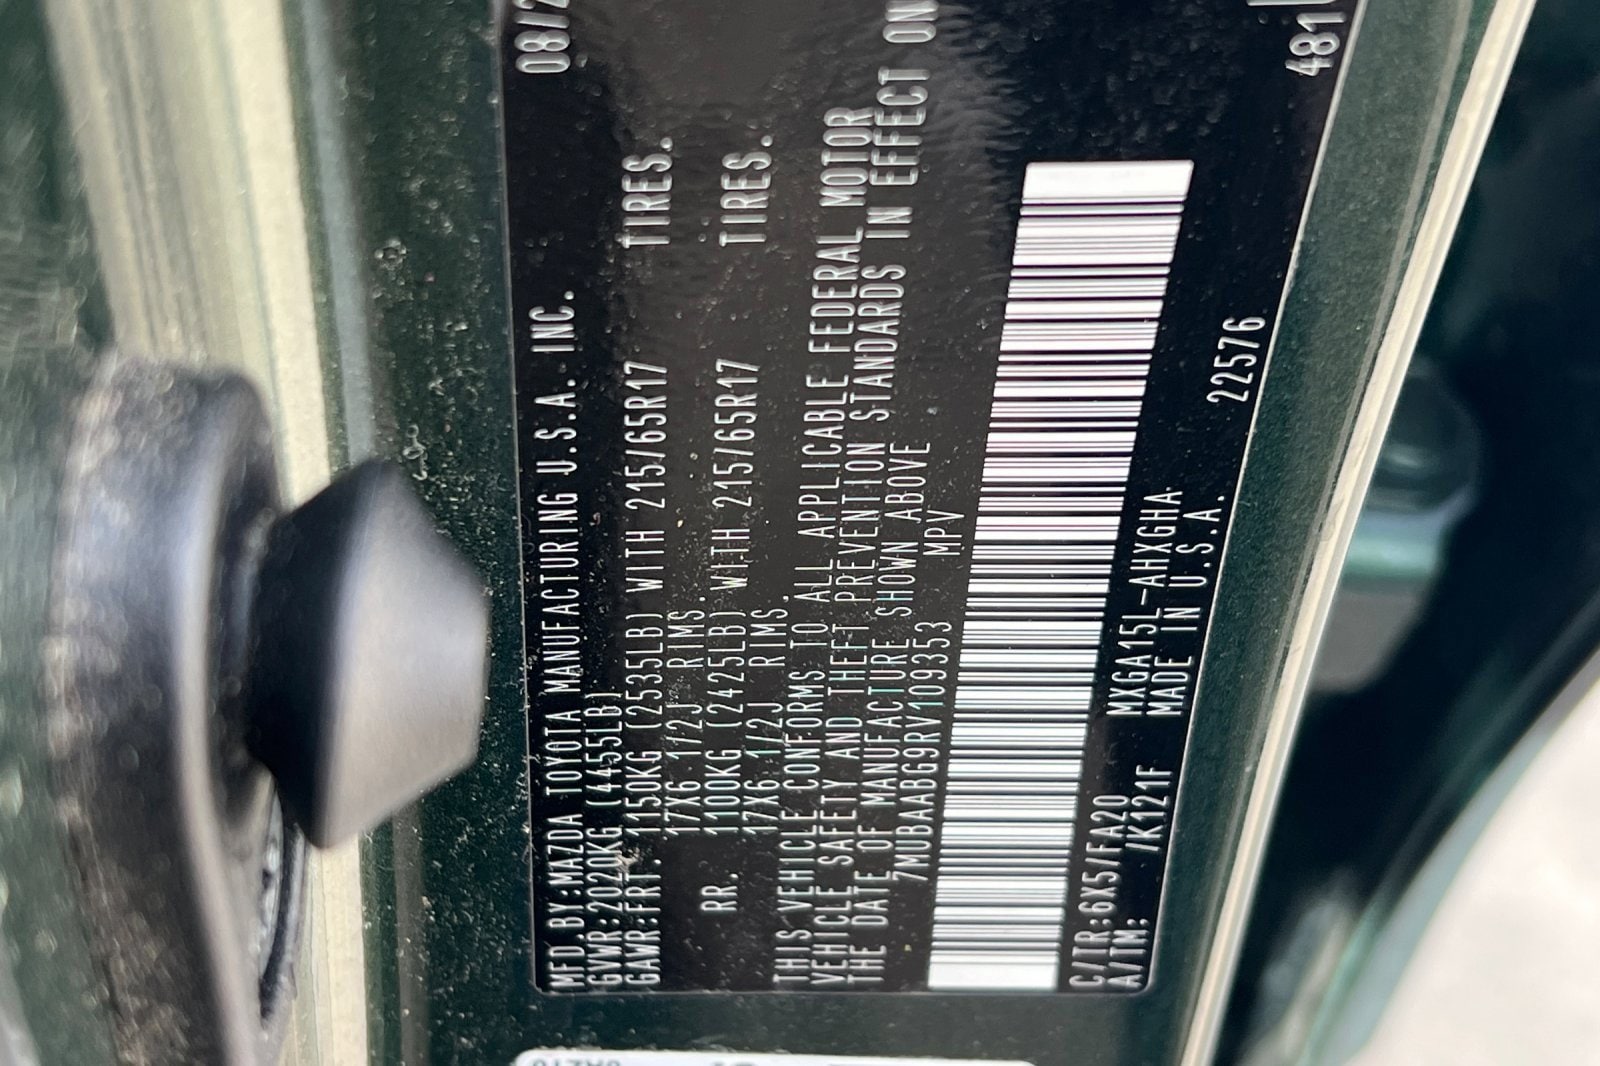 MFD.BY:MAZDA TOYOTA MANUFACTURING U.S.A. INC. 08/2
GVWR:2020KG (4455LB)
GAWR:FRT. 1150KG (2535LB) WITH 215/65R17 TIRES.
17X6 1/2J RIMS.
RR. 1100KG (2425LB) WITH 215/65R17 TIRES.
17X6 1/2J RIMS.
THIS VEHICLE CONFORMS TO ALL APPLICABLE FEDERAL MOTOR
VEHICLE SAFETY AND THEFT PREVENTION STANDARDS IN EFFECT ON
THE DATE OF MANUFACTURE SHOWN ABOVE
7MUBAABG9RV109353 MPV
C/TR:6X5/FA20 MXGA15L-AHXGHA
A/TM: /K121F MADE IN U.S.A. 22576
481